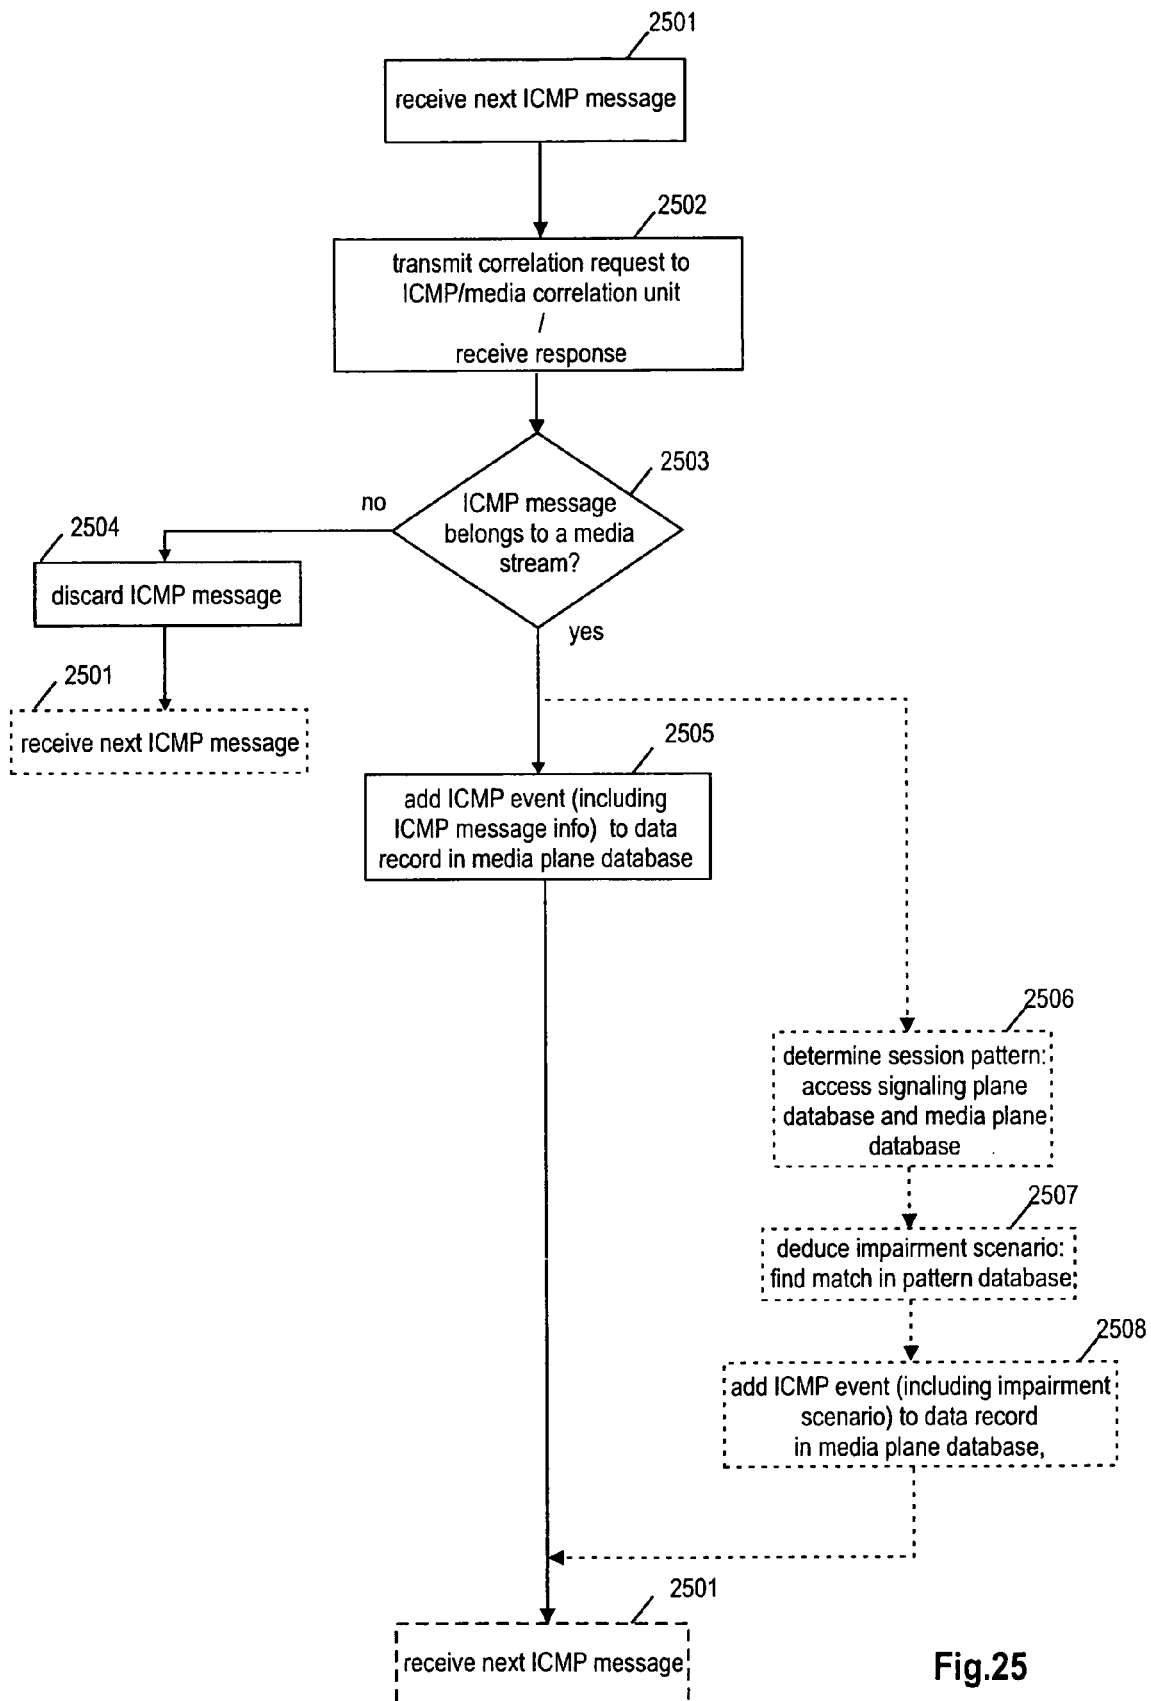 2501
receive next ICMP message
2502
transmit correlation request to
ICMP/media correlation unit
/
receive response
2503
ICMP message
belongs to a media
stream?
no
2504
discard ICMP message
yes
2501
receive next ICMP message
2505
add ICMP event (including
ICMP message info) to data
record in media plane database
2506
determine session pattern:
access signaling plane
database and media plane
database
2507
deduce impairment scenario:
find match in pattern database,
2508
add ICMP event (including impairment
scenario) to data record
in media plane database,
2501
receive next ICMP message
Fig.25